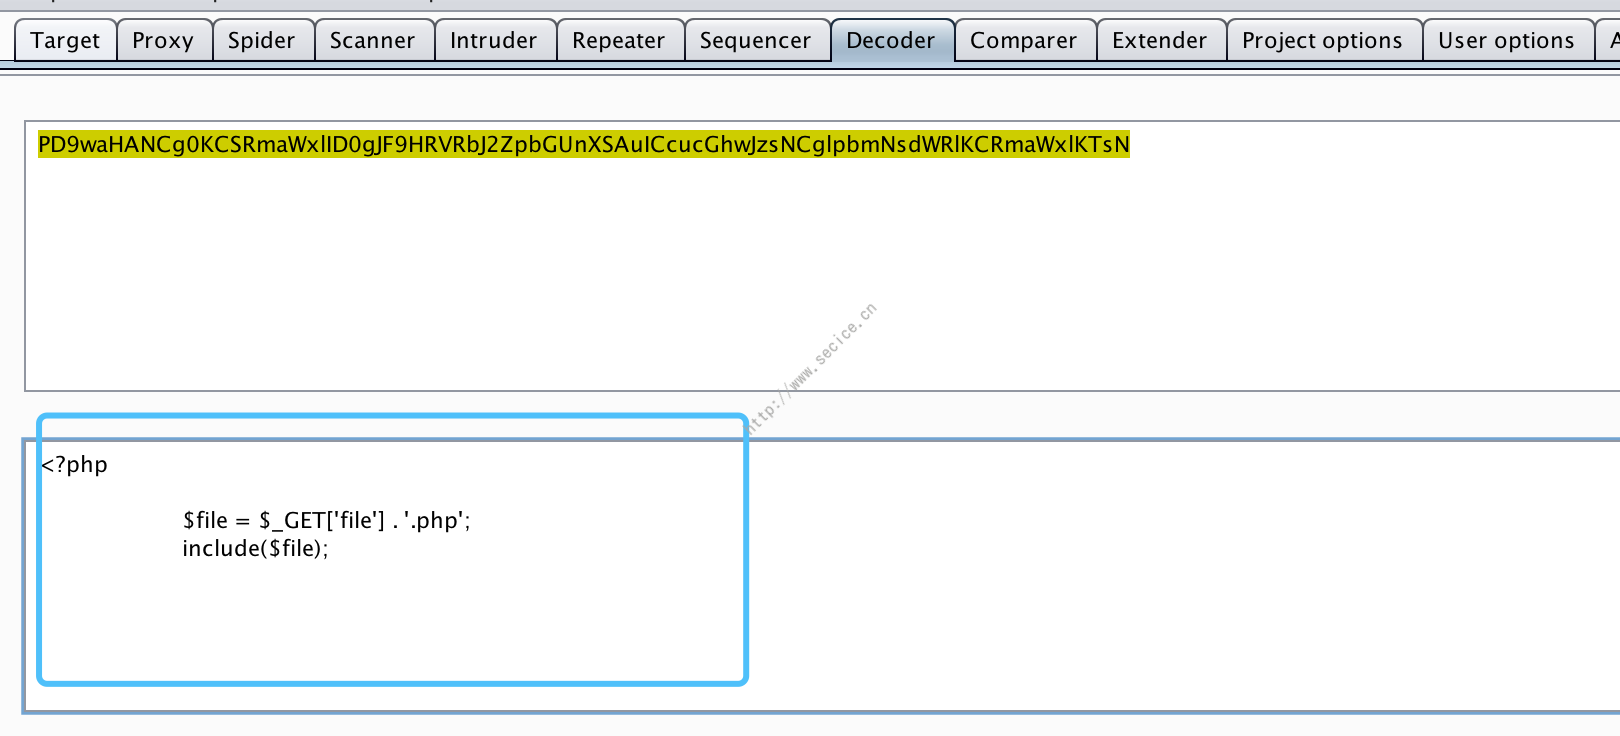 Target Proxy Spider Scanner Intruder Repeater Sequencer Decoder Comparer Extender Project options User options
PD9waHANCg0KCSRmaWxlID0gJF9HRVRbJ2ZpbGUnXSAuICcucGhwJzsNCglpbmNsdWRlKCRmaWxlKTsN
http://www.secice.cn
<?php
$file = $_GET['file'] . '.php';
include($file);